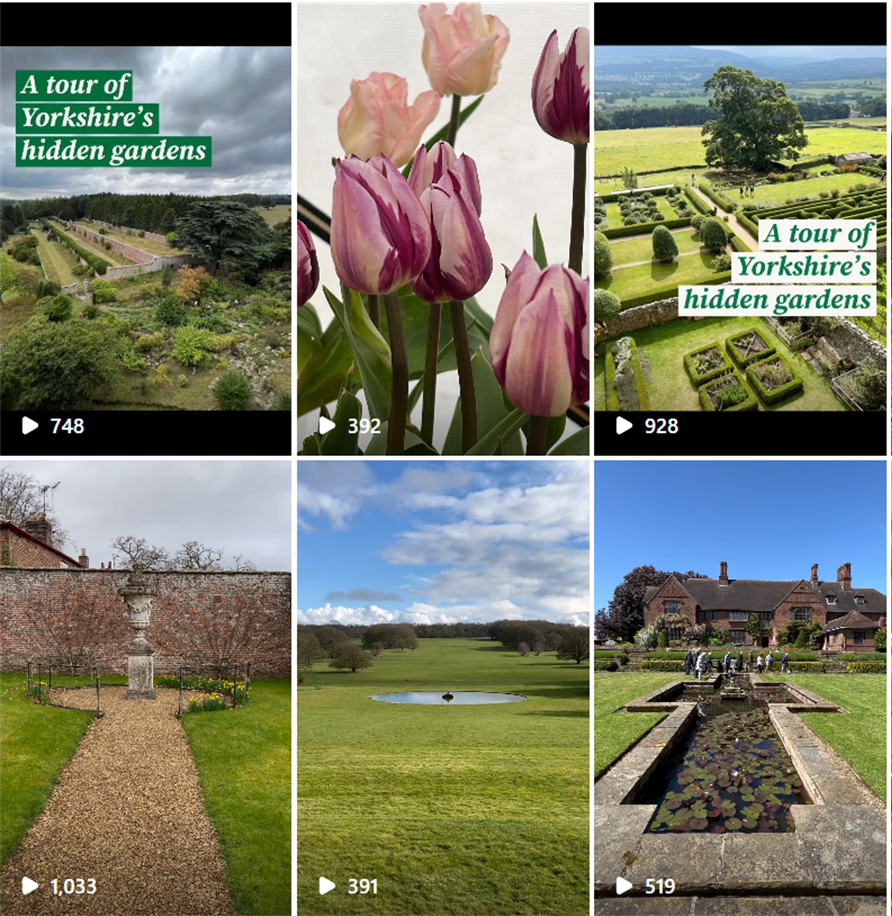 A tour of
Yorkshire's
hidden gardens
748
392
A tour of
Yorkshire's
hidden gardens
928
1,033
391
519